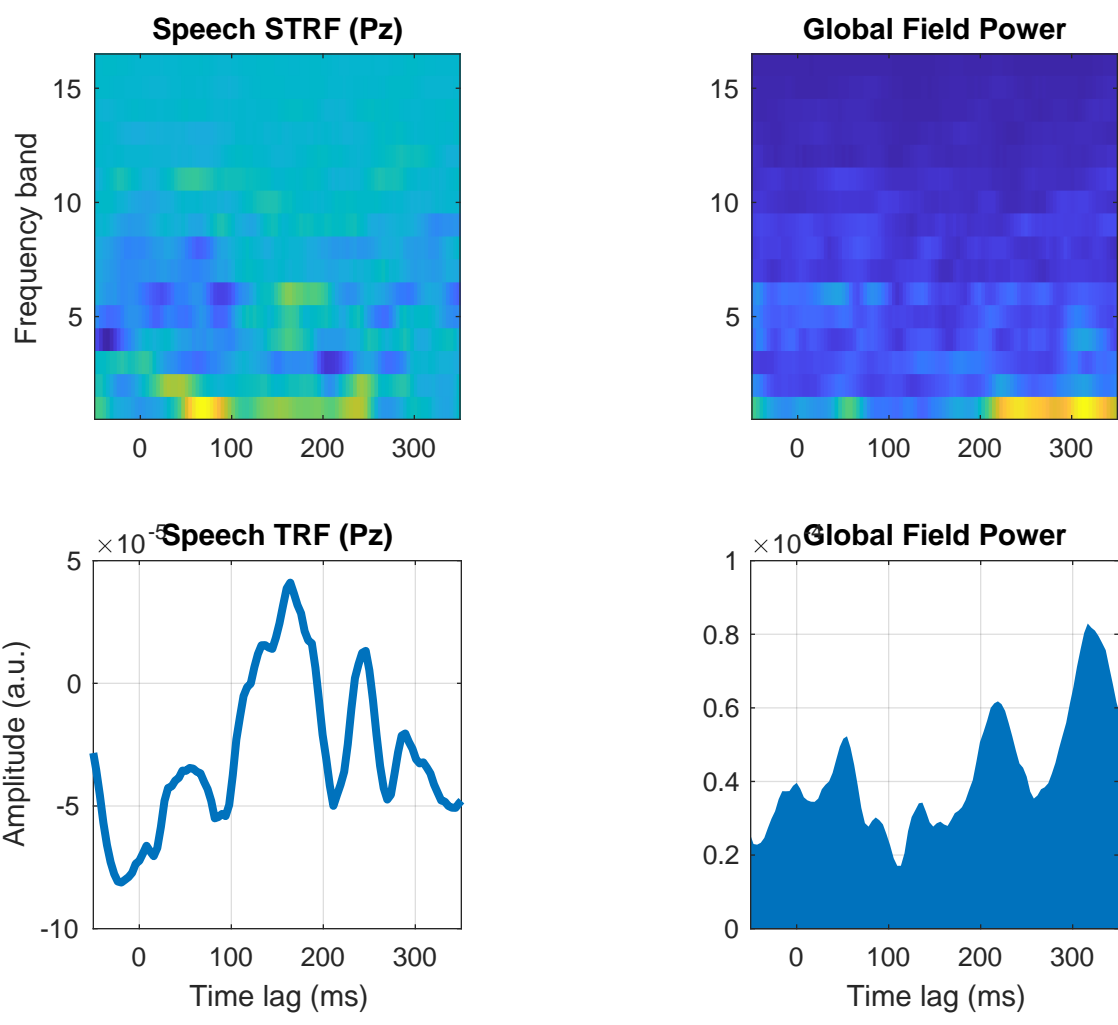 Speech STRF (Pz)
Frequency band
15
10
5
0 100 200 300
Global Field Power
15
10
5
0 100 200 300
×10⁻⁵
Speech TRF (Pz)
Amplitude (a.u.)
5
0
-5
-10
0 100 200 300
Time lag (ms)
×10
Global Field Power
1
0.8
0.6
0.4
0.2
0
0 100 200 300
Time lag (ms)